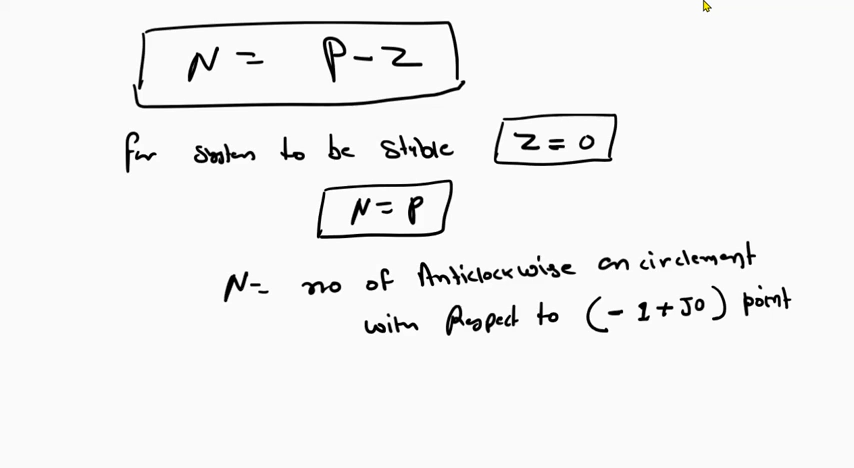 N = P - Z
For system to be stable Z = 0
N = P
N = no of Anticlockwise encirclement
with Respect to (-1 + J0) point